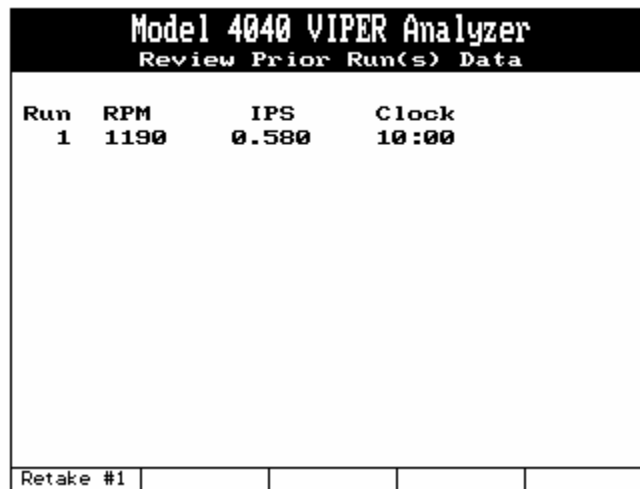 Model 4040 VIPER Analyzer
Review Prior Run(s) Data
Run RPM IPS Clock
1 1190 0.580 10:00
Retake #1